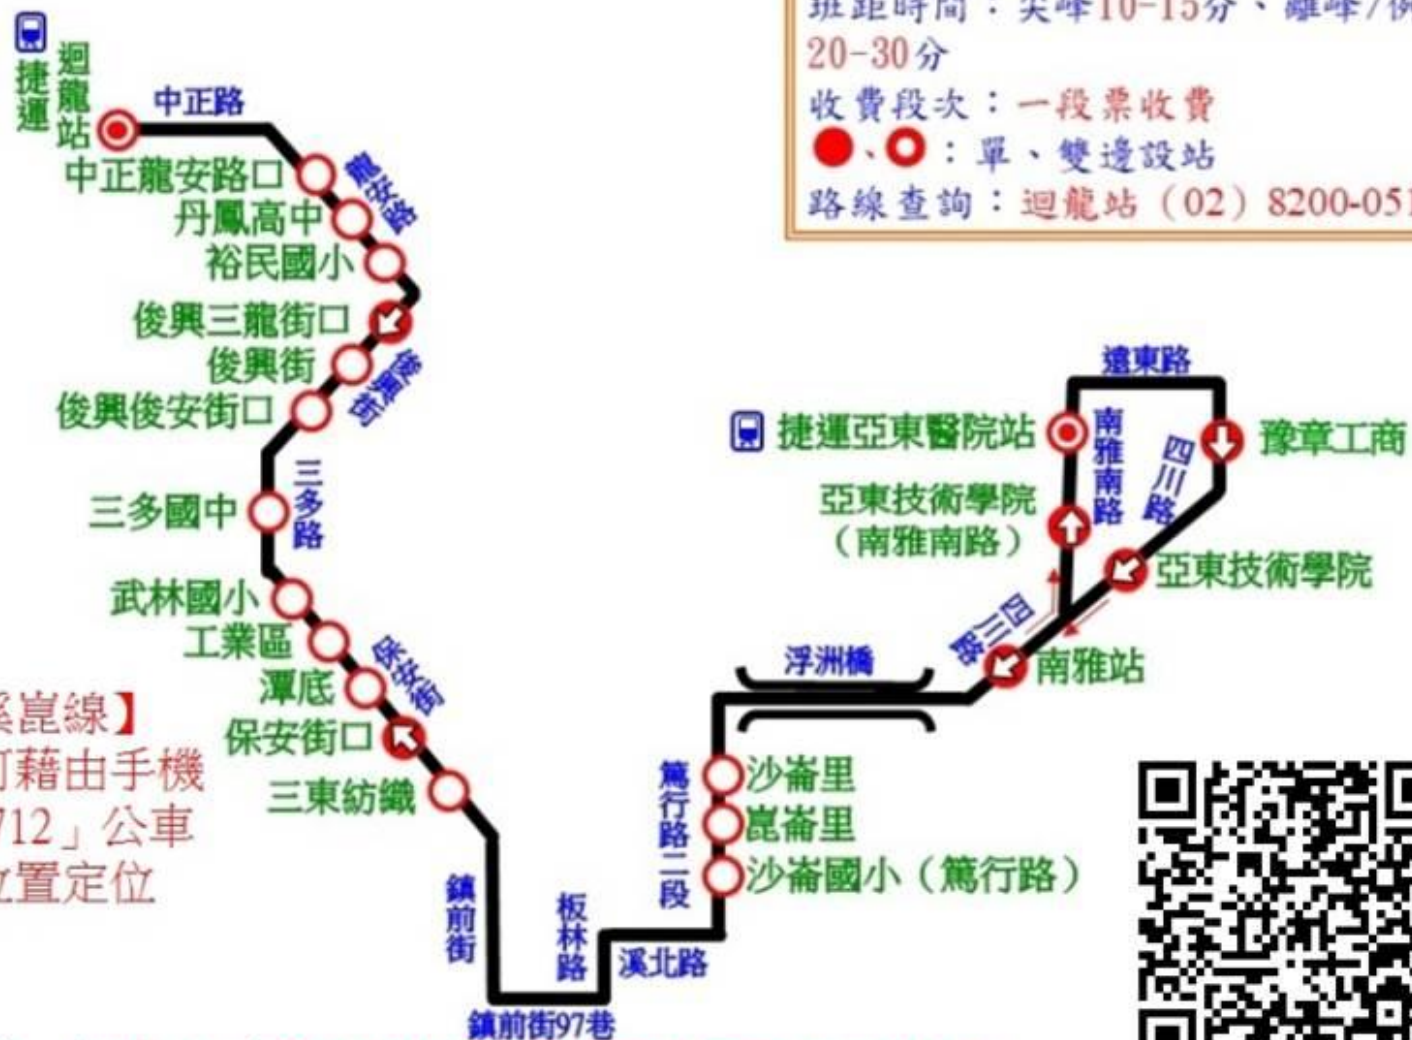 捷運
迴龍站
中正路
班距時間：尖峰10-15分、離峰/例
20-30分
收費段次：一段票收費
、：單、雙邊設站
路線查詢：迴龍站（02）8200-051
中正龍安路口
龍安路
丹鳳高中
裕民國小
俊興三龍街口
俊興街
俊興街
俊興俊安街口
三多路
三多國中
武林國小
工業區
潭底
保安街
保安街口
三東紡織
溪崑線】
可藉由手機
712」公車
位置定位
鎮前街
鎮前街97巷
板林路
溪北路
篤行路二段
沙崙里
崑崙里
沙崙國小（篤行路）
浮洲橋
四川路
南雅站
亞東技術學院
亞東技術學院
（南雅南路）
捷運亞東醫院站
南雅南路
遠東路
四川路
豫章工商